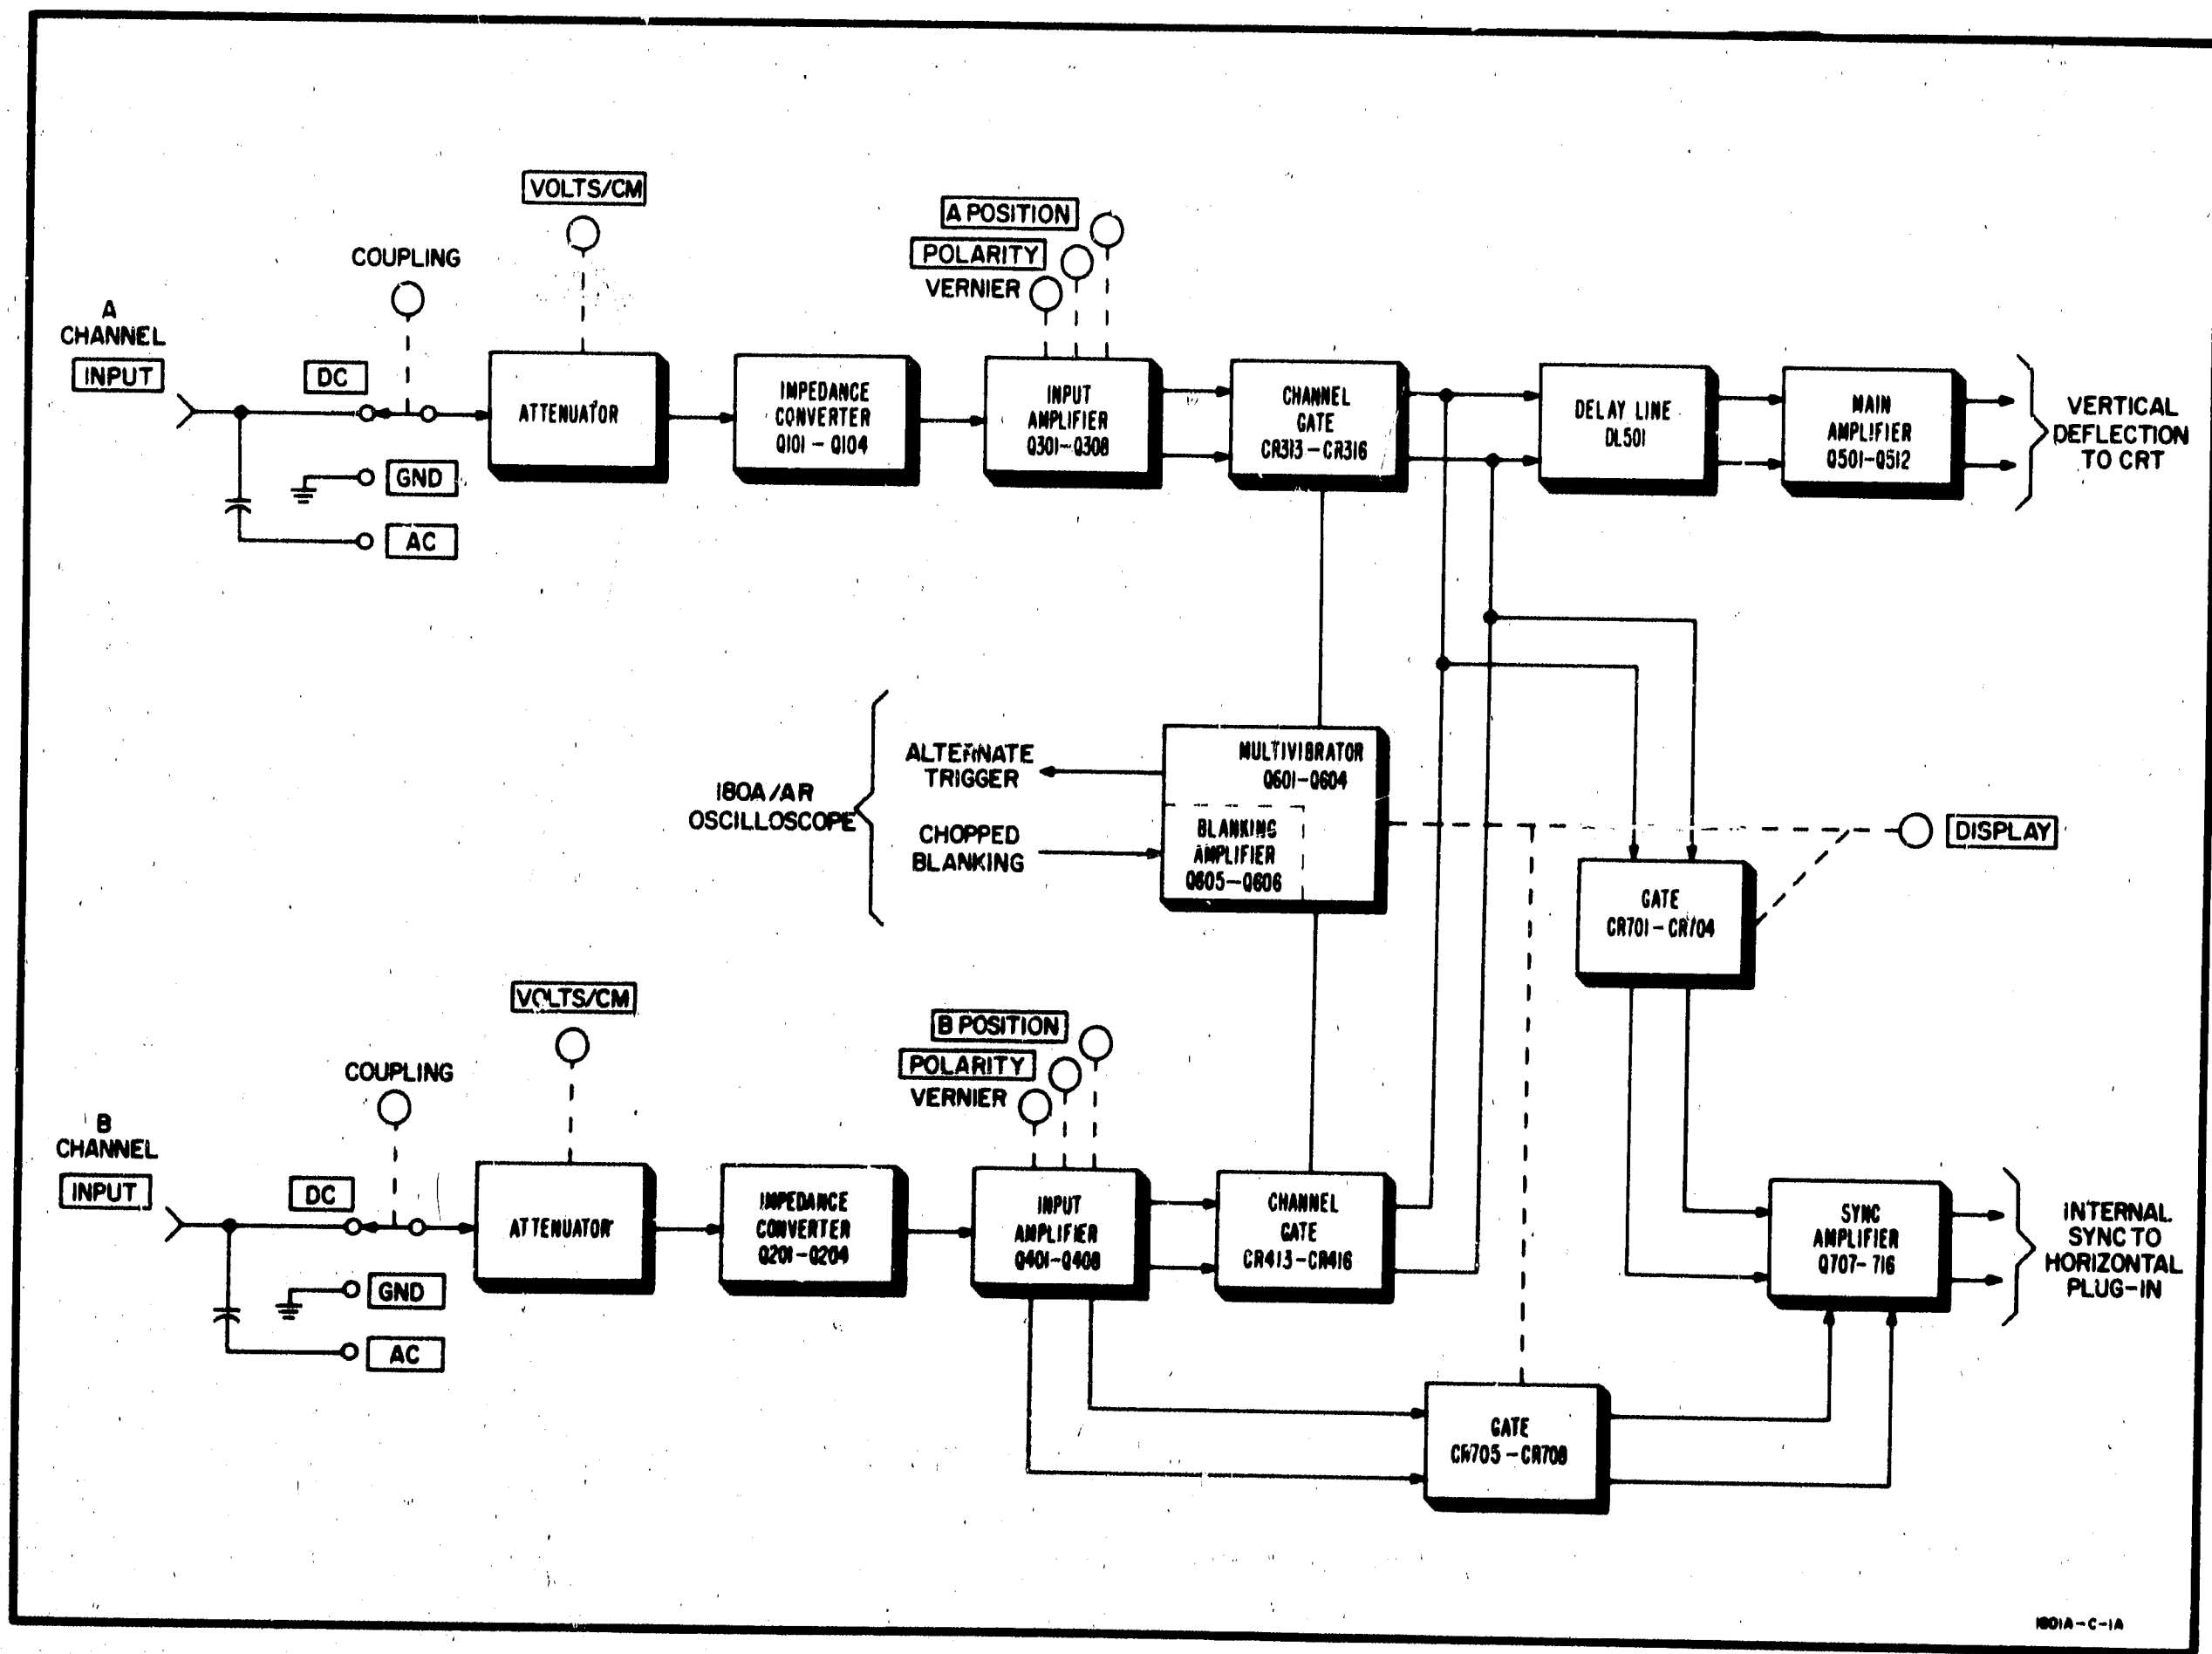 VOLTS/CM
A POSITION
POLARITY
VERNIER
COUPLING
A
CHANNEL
INPUT
DC
GND
AC
ATTENUATOR
IMPEDANCE
CONVERTER
Q101-Q104
INPUT
AMPLIFIER
Q301-Q308
CHANNEL
GATE
CR313-CR316
DELAY LINE
DL501
MAIN
AMPLIFIER
Q501-Q512
VERTICAL
DEFLECTION
TO CRT
180A/AR
OSCILLOSCOPE
ALTERNATE
TRIGGER
CHOPPED
BLANKING
MULTIVIBRATOR
Q601-Q604
BLANKING
AMPLIFIER
Q605-Q606
DISPLAY
GATE
CR701-CR704
VOLTS/CM
B POSITION
POLARITY
VERNIER
COUPLING
B
CHANNEL
INPUT
DC
GND
AC
ATTENUATOR
IMPEDANCE
CONVERTER
Q201-Q204
INPUT
AMPLIFIER
Q401-Q408
CHANNEL
GATE
CR413-CR416
SYNC
AMPLIFIER
Q707-716
INTERNAL
SYNC TO
HORIZONTAL
PLUG-IN
GATE
CR705-CR708
1801A-C-1A